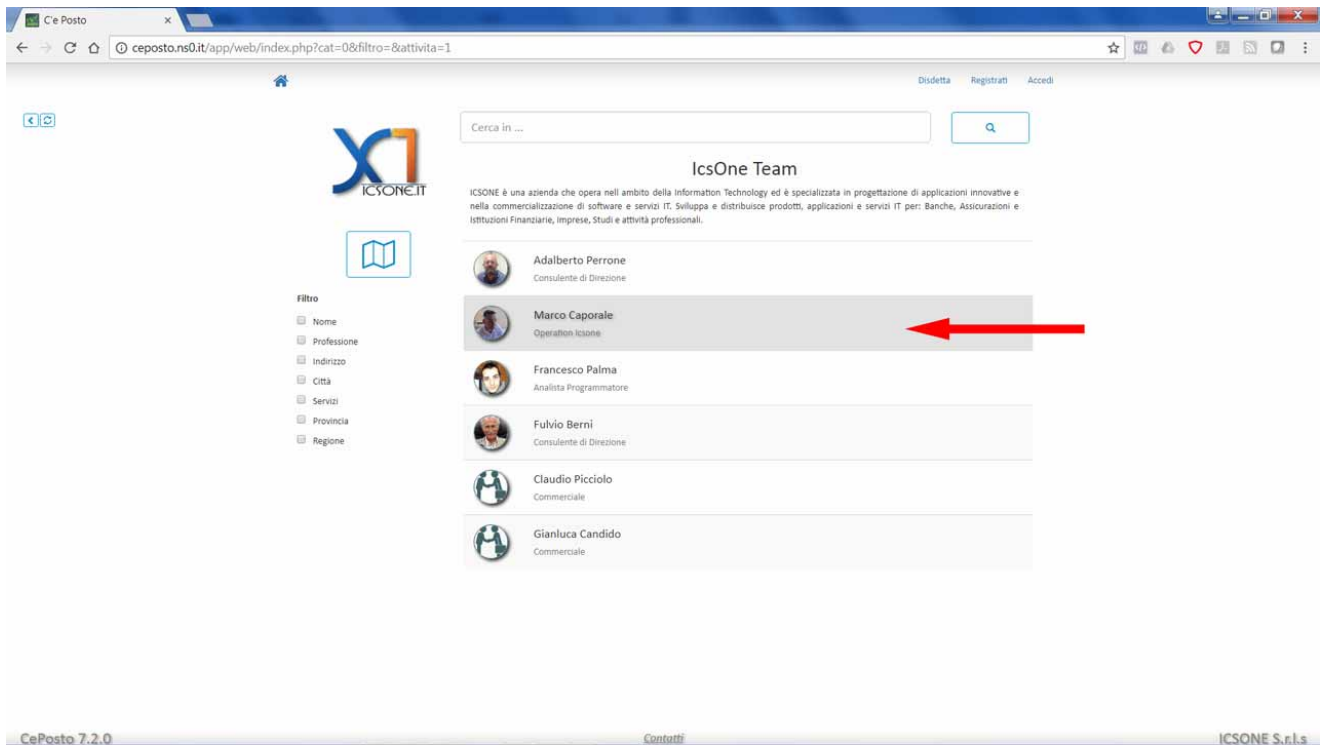 C'e Posto
ceposto.ns0.it/app/web/index.php?cat=0&filtro=&attivita=1
Disdetta Registrati Accedi
Cerca in ...
X1
ICSONE.IT
IcsOne Team
ICSONE è una azienda che opera nell ambito della Information Technology ed è specializzata in progettazione di applicazioni innovative e
nella commercializzazione di software e servizi IT. Sviluppa e distribuisce prodotti, applicazioni e servizi IT per: Banche, Assicurazioni e
Istituzioni Finanziarie, Imprese, Studi e attività professionali.
Filtro
Nome
Professione
Indirizzo
Città
Servizi
Provincia
Regione
Adalberto Perrone
Consulente di Direzione
Marco Caporale
Operation Icsone
Francesco Palma
Analista Programmatore
Fulvio Berni
Consulente di Direzione
Claudio Picciolo
Commerciale
Gianluca Candido
Commerciale
CePosto 7.2.0
Contatti
ICSONE S.r.l.s